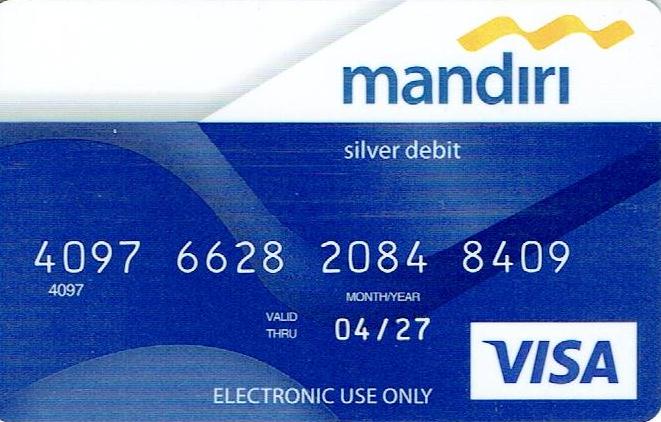 mandiri
silver debit
4097 6628 2084 8409
4097
MONTH/YEAR
VALID
THRU
04/27
VISA
ELECTRONIC USE ONLY